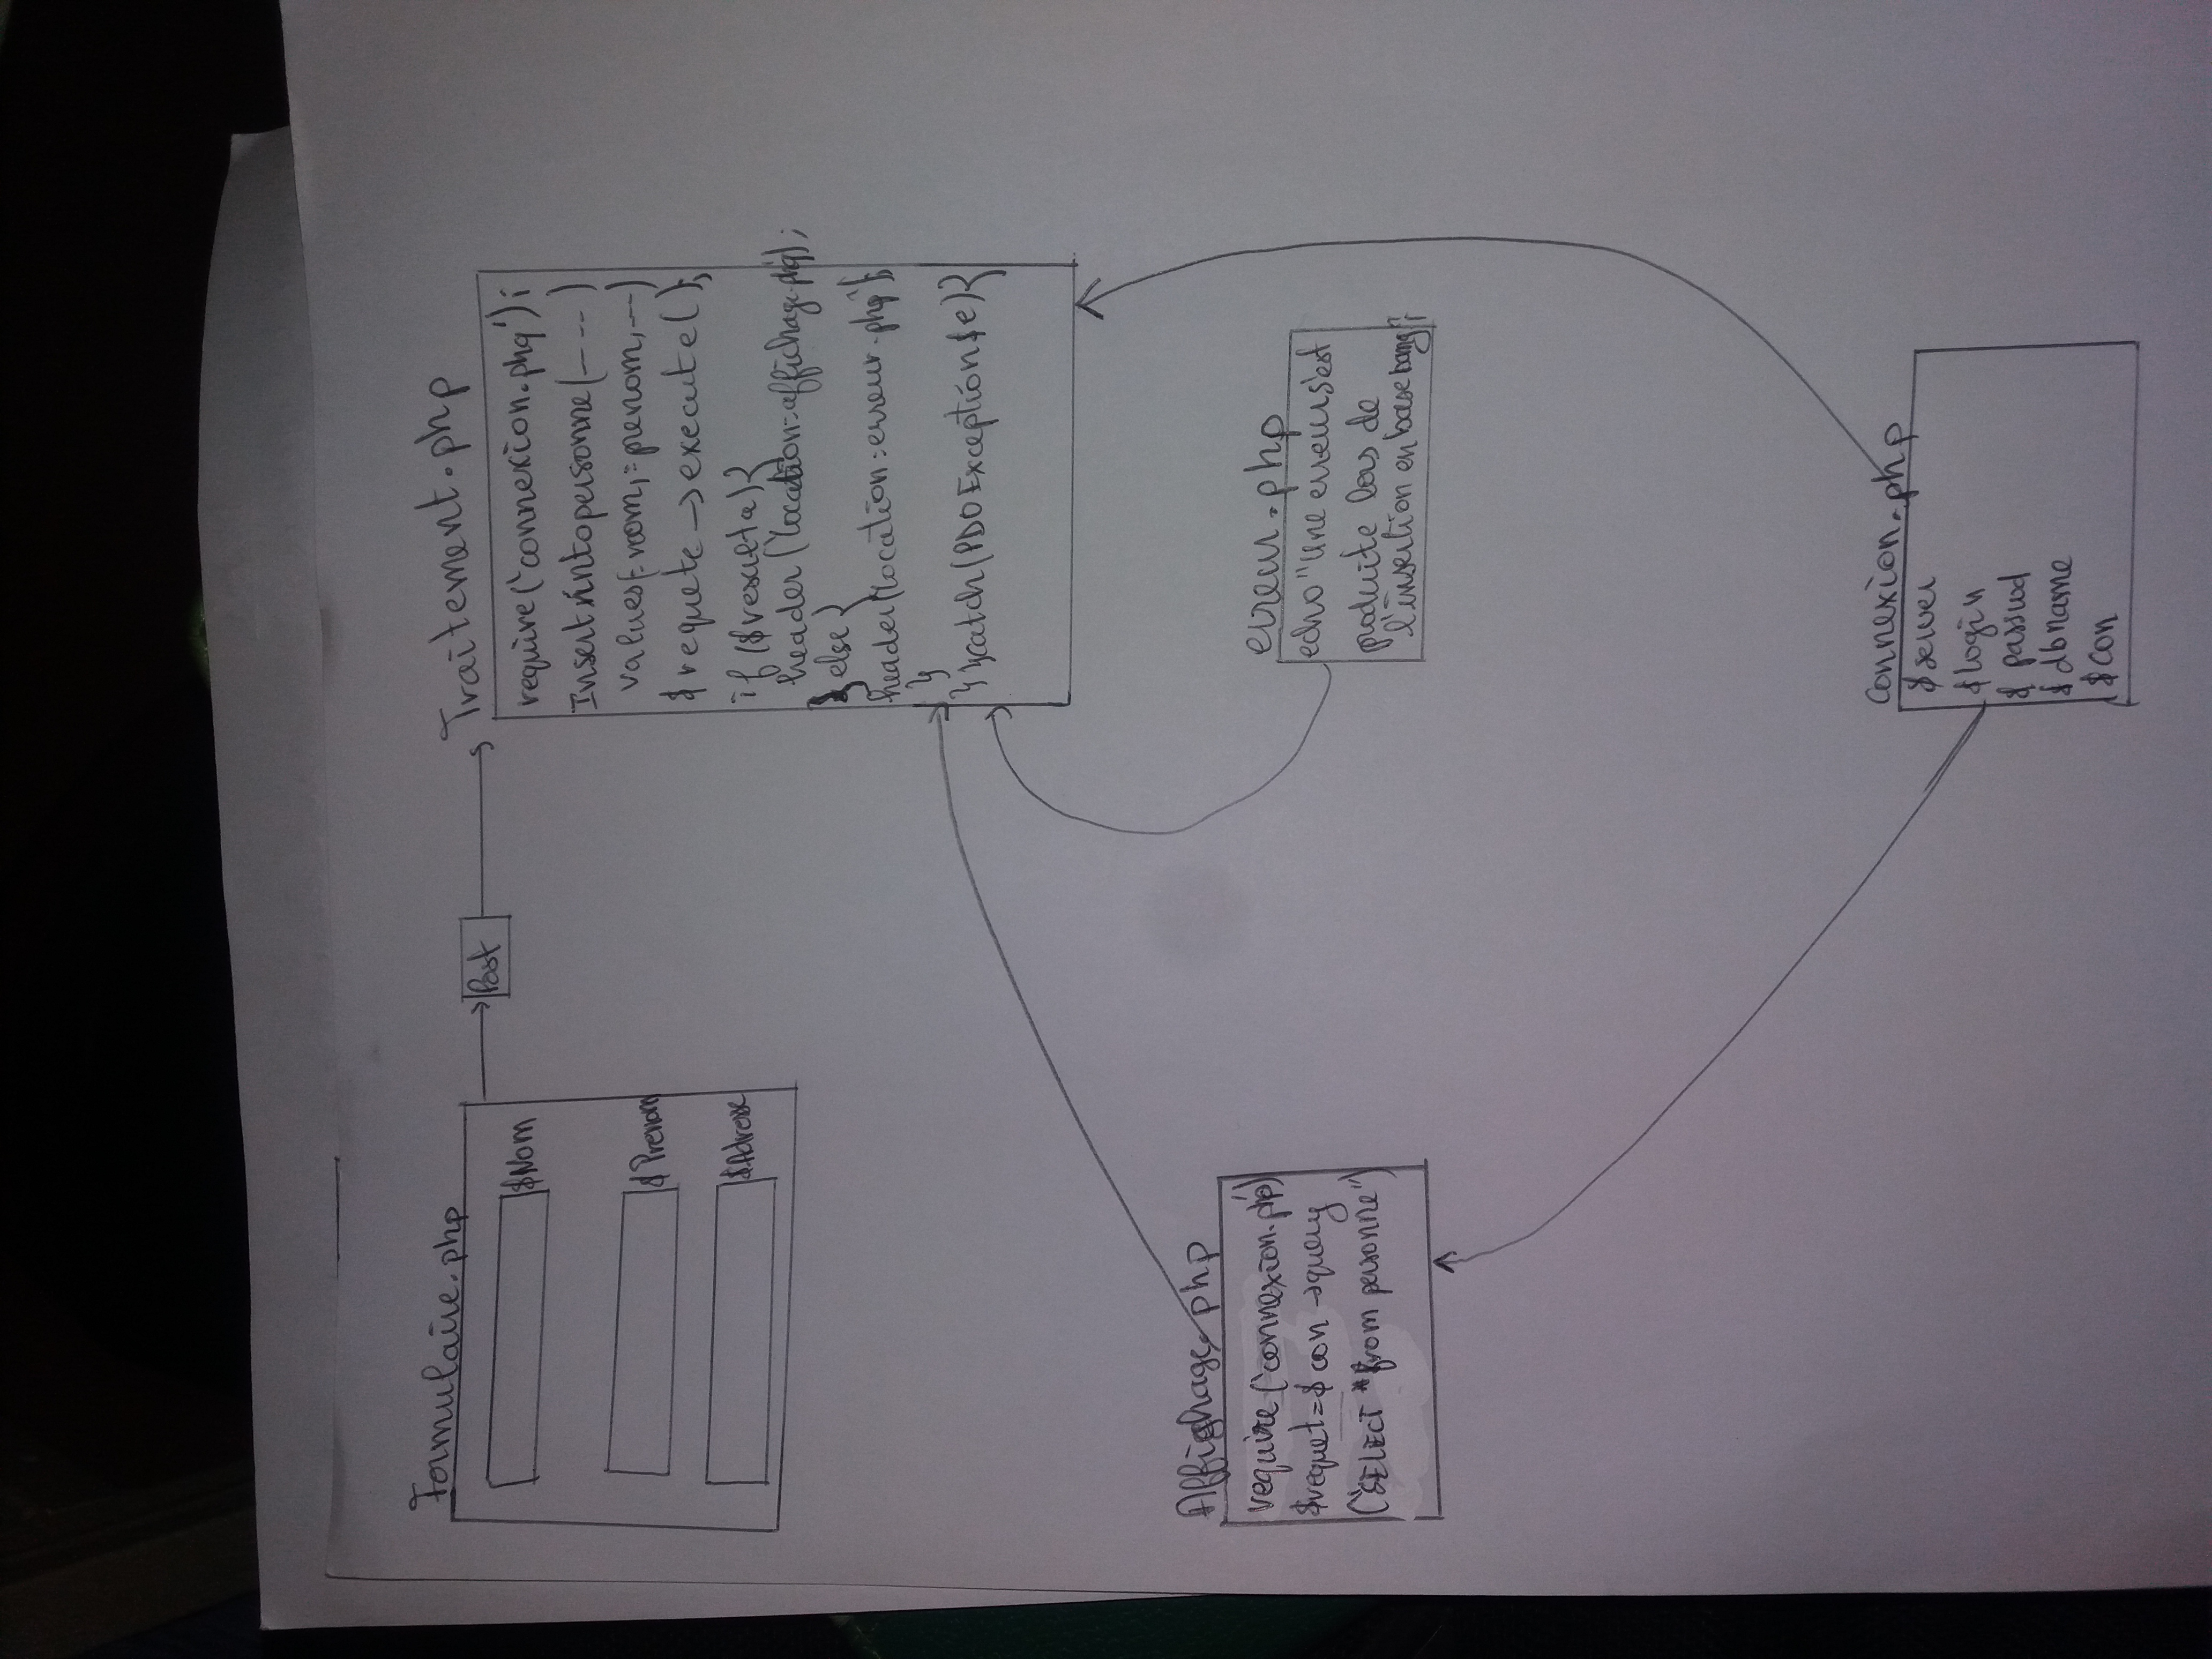 Formulaire.php
$Nom
$Prenom
$Adresse
Post
Traitement.php
require('connexion.php');
Insert into personne(----)
values(:nom,:prenom,---)
$requete->execute();
if($resulta){
header('location:affichage.php');
}else{
header('location:erreur.php');
}
}}catch(PDOException$e){
Affichage.php
require('connexion.php')
$requet=$con->query
("SELECT *from personne")
erreur.php
echo "une erreur s'est
produite lors de
l'insertion en base
connexion.php
$server
$login
$passwd
$dbname
$con